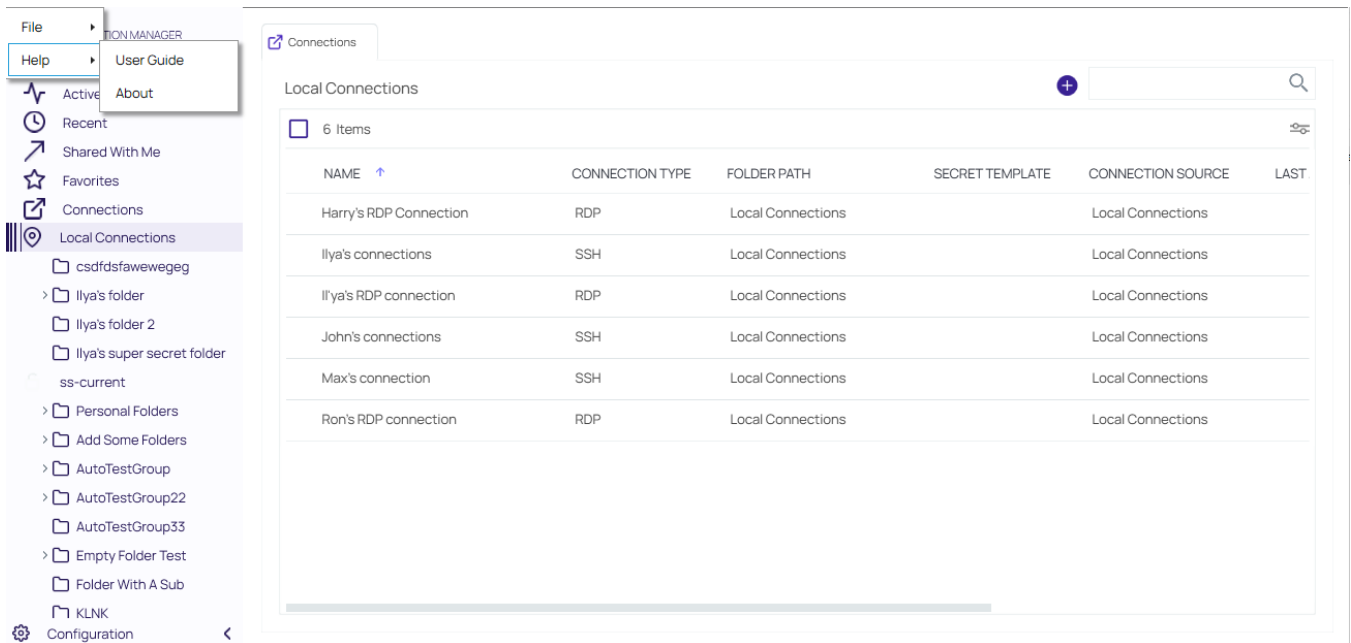 File
Help
User Guide
About
TION MANAGER
Active
Recent
Shared With Me
Favorites
Connections
Local Connections
csdfdsfawewegeg
Ilya's folder
Ilya's folder 2
Ilya's super secret folder
ss-current
Personal Folders
Add Some Folders
AutoTestGroup
AutoTestGroup22
AutoTestGroup33
Empty Folder Test
Folder With A Sub
KLNK
Configuration
Connections
Local Connections
6 Items
NAME CONNECTION TYPE FOLDER PATH SECRET TEMPLATE CONNECTION SOURCE LAST
Harry's RDP Connection RDP Local Connections Local Connections
Ilya's connections SSH Local Connections Local Connections
Il'ya's RDP connection RDP Local Connections Local Connections
John's connections SSH Local Connections Local Connections
Max's connection SSH Local Connections Local Connections
Ron's RDP connection RDP Local Connections Local Connections